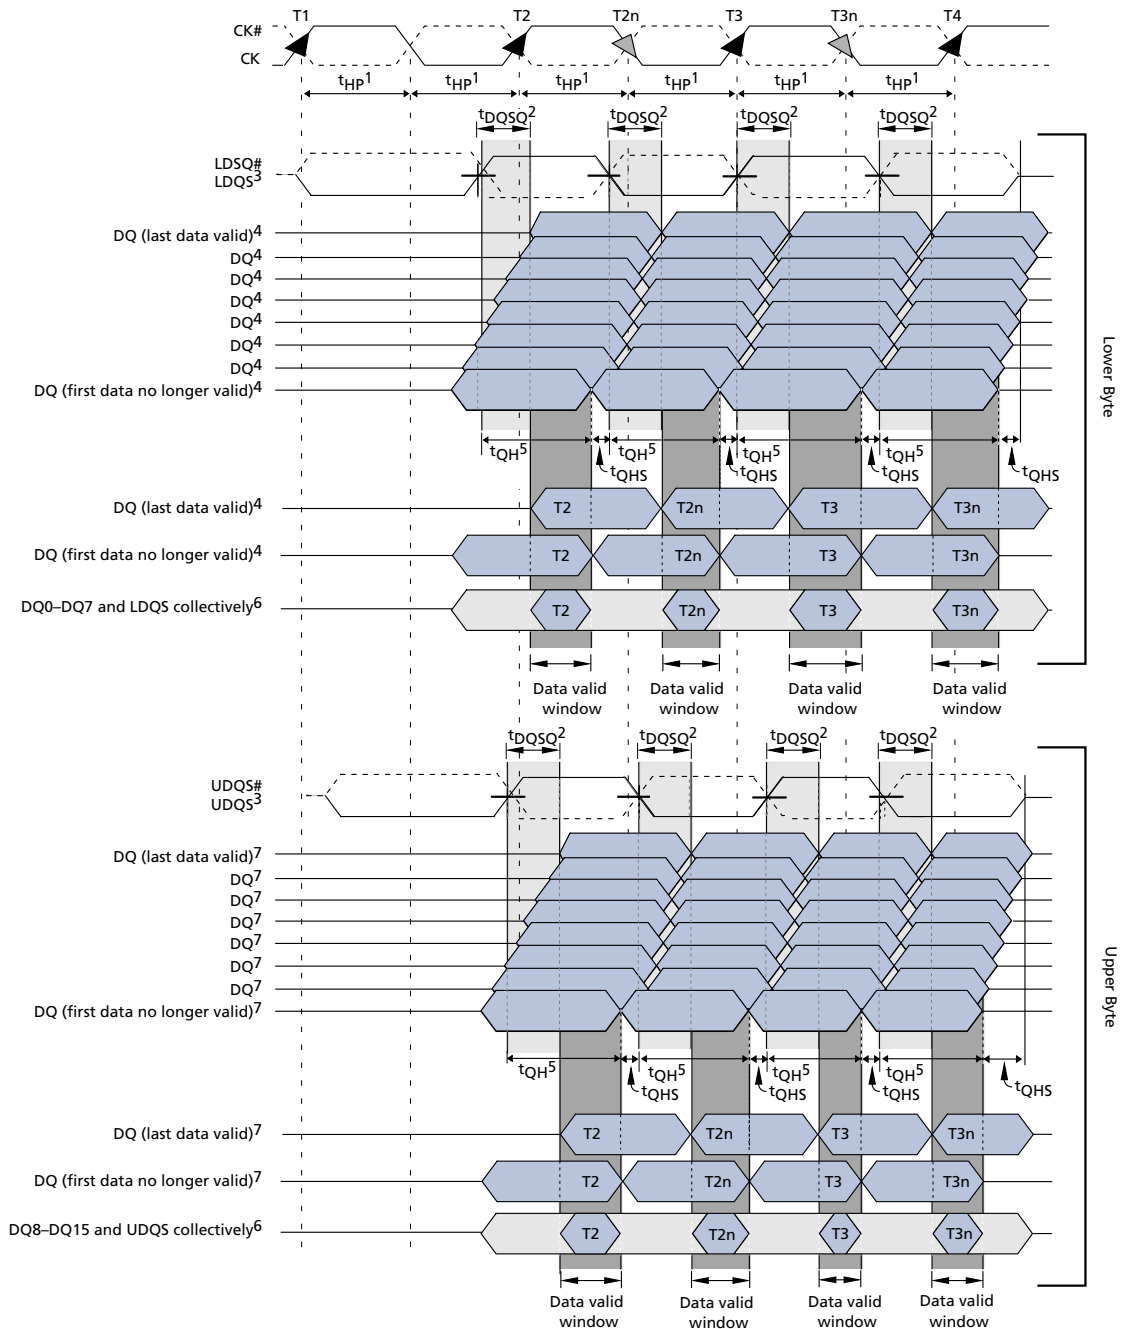 T1 T2 T2n T3 T3n T4
CK#
CK
tHP1 tHP1 tHP1 tHP1 tHP1 tHP1
tDQSQ2 tDQSQ2 tDQSQ2 tDQSQ2
LDSQ#
LDQS3
DQ (last data valid)4
DQ4
DQ4
DQ4
DQ4
DQ4
DQ4
DQ (first data no longer valid)4
Lower Byte
tQH5 tQH5 tQH5 tQH5
tQHS tQHS tQHS tQHS
DQ (last data valid)4 T2 T2n T3 T3n
DQ (first data no longer valid)4 T2 T2n T3 T3n
DQ0–DQ7 and LDQS collectively6 T2 T2n T3 T3n
Data valid Data valid Data valid Data valid
window window window window
tDQSQ2 tDQSQ2 tDQSQ2 tDQSQ2
UDQS#
UDQS3
DQ (last data valid)7
DQ7
DQ7
DQ7
DQ7
DQ7
DQ7
DQ (first data no longer valid)7
Upper Byte
tQH5 tQH5 tQH5 tQH5
tQHS tQHS tQHS tQHS
DQ (last data valid)7 T2 T2n T3 T3n
DQ (first data no longer valid)7 T2 T2n T3 T3n
DQ8–DQ15 and UDQS collectively6 T2 T2n T3 T3n
Data valid Data valid Data valid Data valid
window window window window